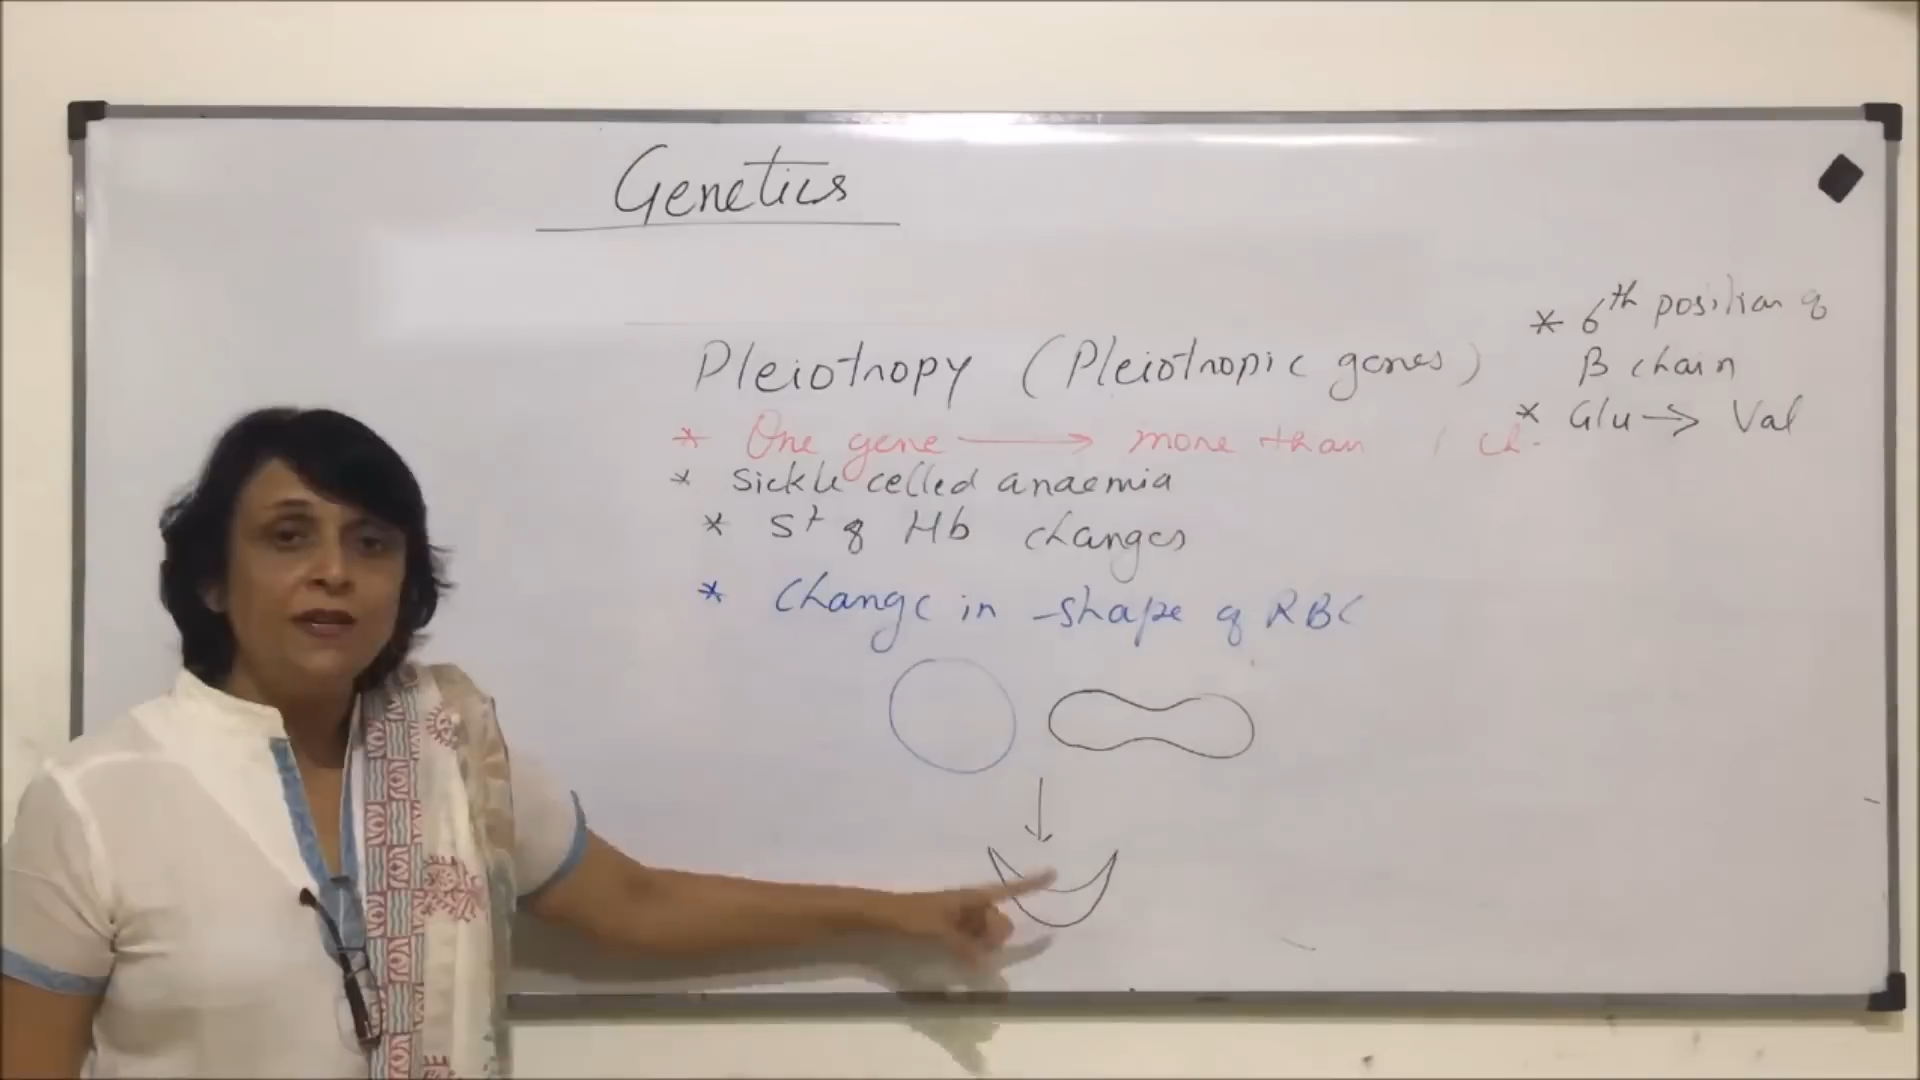 Genetics
Pleiotropy (Pleiotropic genes)
* One gene → more than 1 ch.
* Sickle celled anaemia
* St of Hb changes
* Change in shape of RBC
* 6th position of
β chain
* Glu → Val